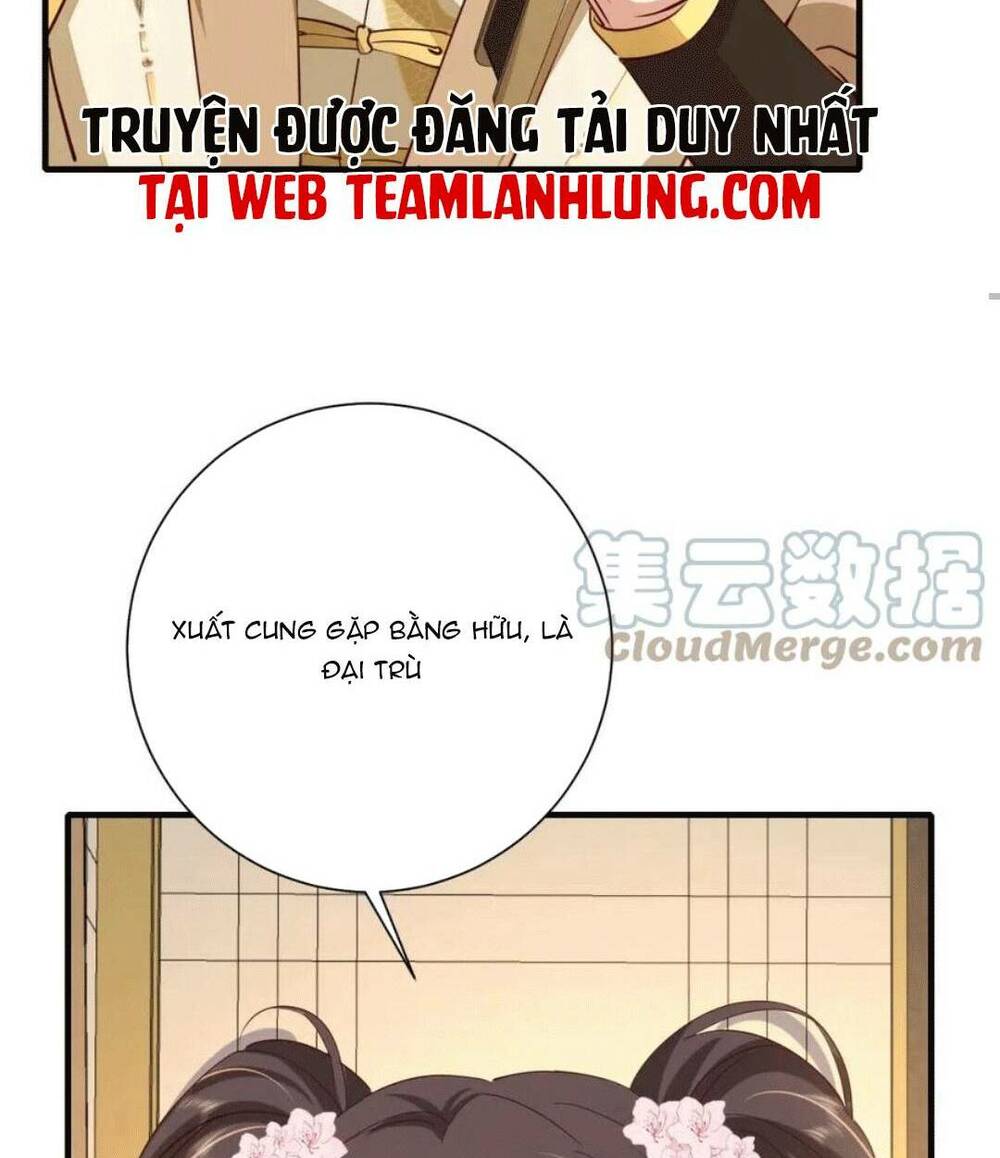 TRUYỆN ĐƯỢC ĐĂNG TẢI DUY NHẤT
TẠI WEB TEAMLANHLUNG.COM
集云数据
CloudMerge.com
XUẤT CUNG GẶP BẰNG HỮU, LÀ
ĐẠI TRÙ